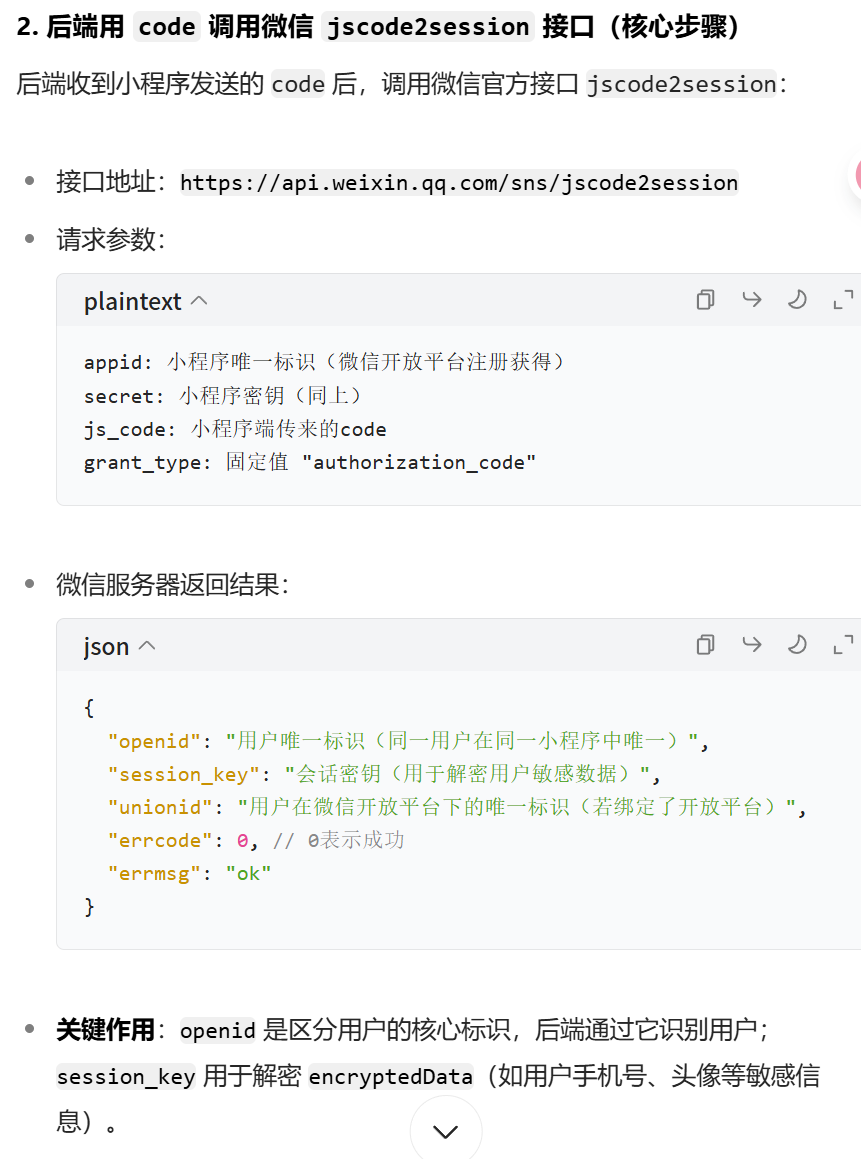 2. 后端用 code 调用微信 jscode2session 接口（核心步骤）
后端收到小程序发送的 code 后，调用微信官方接口 jscode2session：
接口地址：https://api.weixin.qq.com/sns/jscode2session
请求参数：
plaintext
appid: 小程序唯一标识（微信开放平台注册获得）
secret: 小程序密钥（同上）
js_code: 小程序端传来的code
grant_type: 固定值 "authorization_code"
微信服务器返回结果：
json
{
"openid": "用户唯一标识（同一用户在同一小程序中唯一）",
"session_key": "会话密钥（用于解密用户敏感数据）",
"unionid": "用户在微信开放平台下的唯一标识（若绑定了开放平台）",
"errcode": 0, // 0表示成功
"errmsg": "ok"
}
关键作用：openid 是区分用户的核心标识，后端通过它识别用户；
session_key 用于解密 encryptedData（如用户手机号、头像等敏感信
息）。